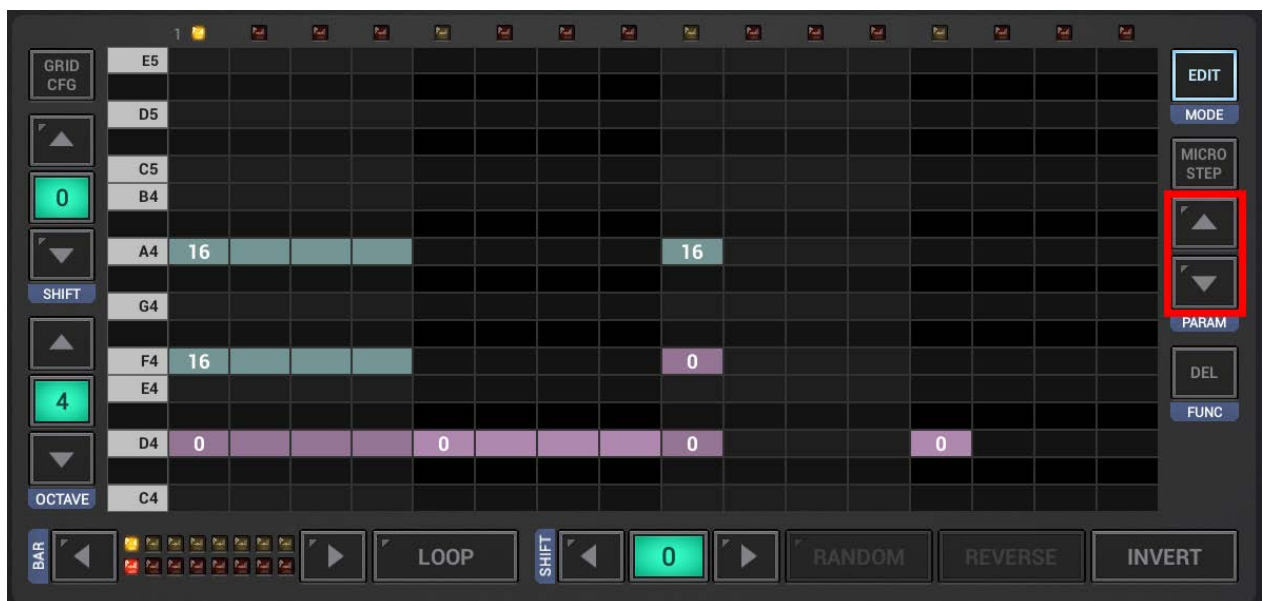 1
GRID
CFG
0
SHIFT
4
OCTAVE
E5
D5
C5
B4
A4 16 16
G4
F4 16 0
E4
D4 0 0 0 0
C4
EDIT
MODE
MICRO
STEP
PARAM
DEL
FUNC
BAR
LOOP
SHIFT
0
RANDOM
REVERSE
INVERT